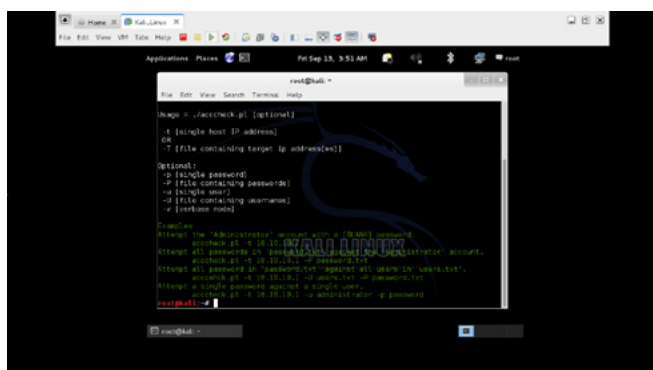 Home
Kali_Linux
File Edit View VM Tabs Help
Applications Places Fri Sep 13, 3:51 AM root
root@kali: ~
File Edit View Search Terminal Help
Usage = ./acccheck.pl [optional]
-t [single host IP address]
OR
-T [file containing target ip address(es)]
Optional:
-p [single password]
-P [file containing passwords]
-u [single user]
-U [file containing usernames]
-v [verbose mode]
Examples
Attempt the 'Administrator' account with a [BLANK] password.
acccheck.pl -t 10.10.10.1
Attempt all passwords in 'password.txt' against the 'Administrator' account.
acccheck.pl -t 10.10.10.1 -P password.txt
Attempt all password in 'password.txt' against all users in 'users.txt'.
acccheck.pl -t 10.10.10.1 -U users.txt -P password.txt
Attempt a single password against a single user.
acccheck.pl -t 10.10.10.1 -u administrator -p password
KALI LINUX
root@kali:~#
root@kali: ~